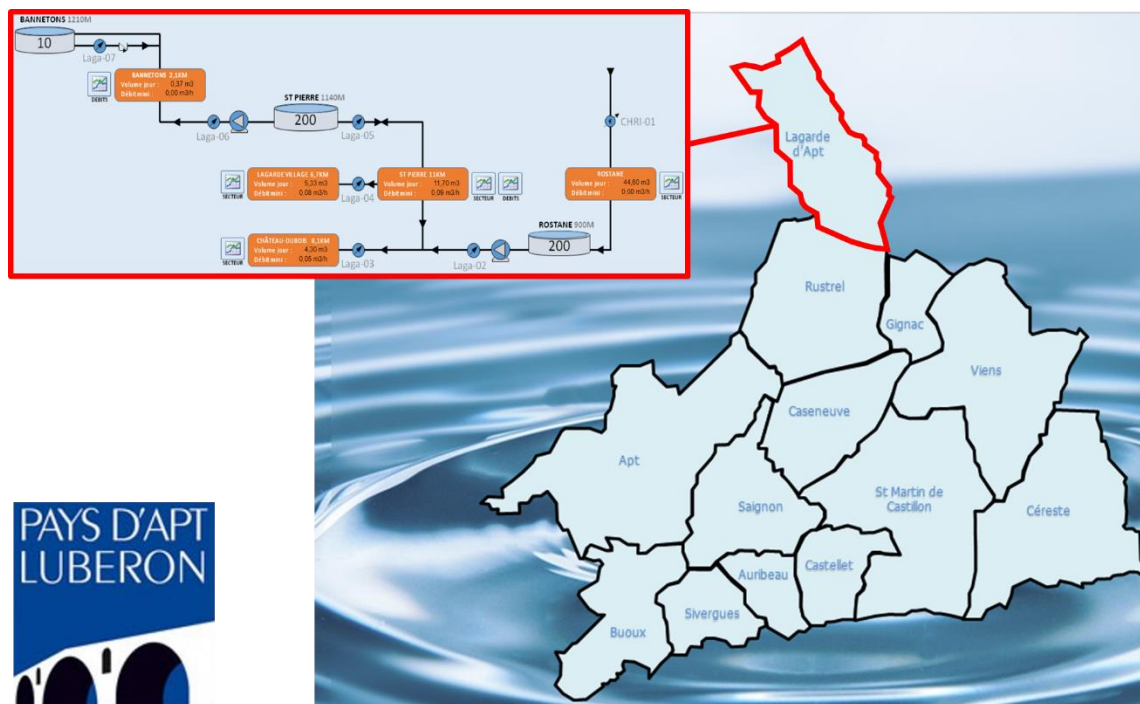 BANNETONS 1210M
10
Laga-07
DEBITS
BANNETONS 2,1KM
Volume jour : 0,37 m3
Débit mini : 0,00 m3/h
ST PIERRE 1140M
200
Laga-06
Laga-05
CHRI-01
SECTEUR
LAGARDE VILLAGE 6,7KM
Volume jour : 5,33 m3
Débit mini : 0,08 m3/h
Laga-04
ST PIERRE 11KM
Volume jour : 11,70 m3
Débit mini : 0,09 m3/h
SECTEUR
DEBITS
ROSTANE
Volume jour : 44,60 m3
Débit mini : 0,00 m3/h
SECTEUR
ROSTANE 900M
200
SECTEUR
CHÂTEAU-DUBOIS 8,1KM
Volume jour : 4,30 m3
Débit mini : 0,05 m3/h
Laga-03
Laga-02
Lagarde
d'Apt
Rustrel
Gignac
Viens
Caseneuve
Apt
Saignon
St Martin de
Castillon
Céreste
Auribeau
Castellet
Sivergues
Buoux
PAYS D'APT
LUBERON